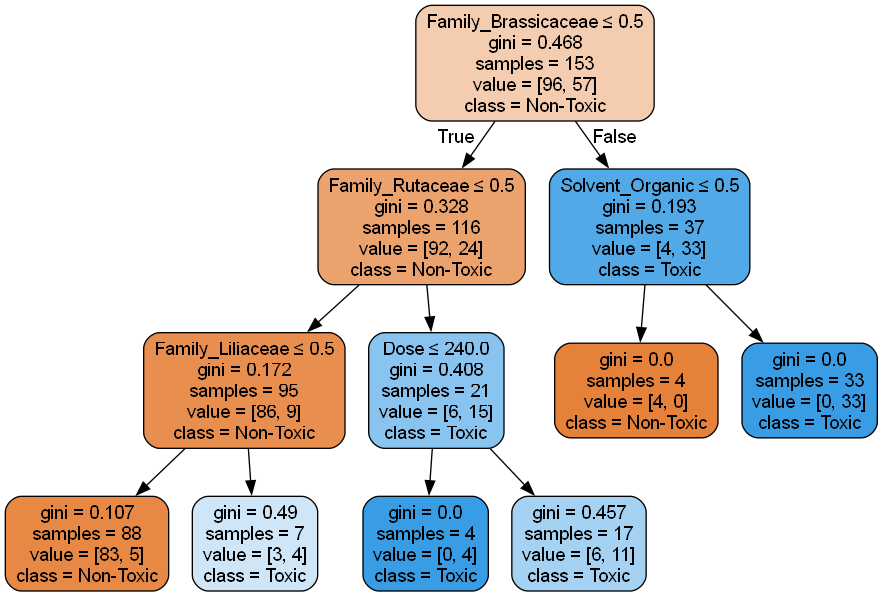 Family_Brassicaceae ≤ 0.5
gini = 0.468
samples = 153
value = [96, 57]
class = Non-Toxic
True
False
Family_Rutaceae ≤ 0.5
gini = 0.328
samples = 116
value = [92, 24]
class = Non-Toxic
Solvent_Organic ≤ 0.5
gini = 0.193
samples = 37
value = [4, 33]
class = Toxic
Family_Liliaceae ≤ 0.5
gini = 0.172
samples = 95
value = [86, 9]
class = Non-Toxic
Dose ≤ 240.0
gini = 0.408
samples = 21
value = [6, 15]
class = Toxic
gini = 0.0
samples = 4
value = [4, 0]
class = Non-Toxic
gini = 0.0
samples = 33
value = [0, 33]
class = Toxic
gini = 0.107
samples = 88
value = [83, 5]
class = Non-Toxic
gini = 0.49
samples = 7
value = [3, 4]
class = Toxic
gini = 0.0
samples = 4
value = [0, 4]
class = Toxic
gini = 0.457
samples = 17
value = [6, 11]
class = Toxic